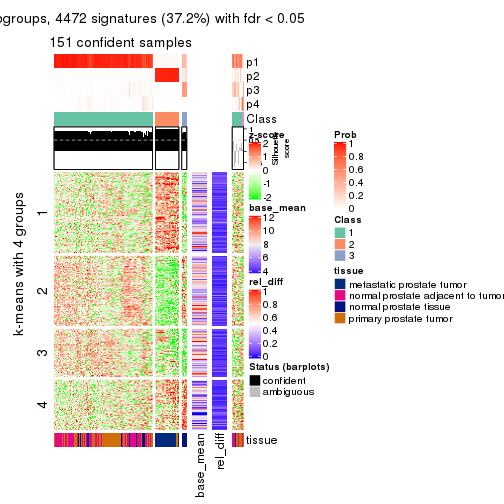 ogroups, 4472 signatures (37.2%) with fdr < 0.05
151 confident samples
p1
p2
p3
p4
Class
1
Silhouette
score
z-score
2
1
0
-1
-2
base_mean
12
10
8
6
4
rel_diff
1
0.8
0.6
0.4
0.2
0
Status (barplots)
confident
ambiguous
k-means with 4 groups
1
2
3
4
base_mean
rel_diff
tissue
Prob
1
0.8
0.6
0.4
0.2
0
Class
1
2
3
tissue
metastatic prostate tumor
normal prostate adjacent to tumor
normal prostate tissue
primary prostate tumor